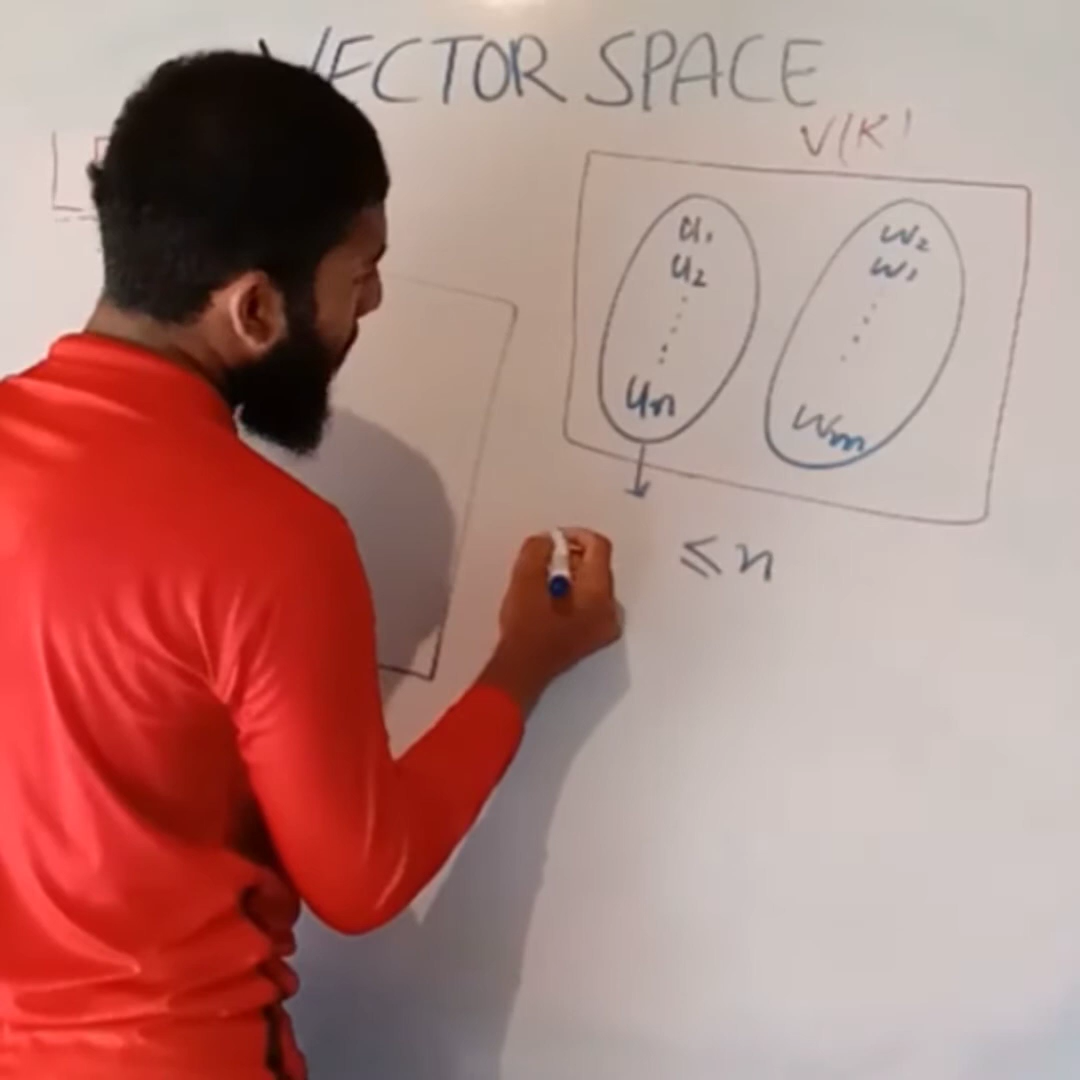 VECTOR SPACE
V(K)
u₁
u₂
uₙ
w₂
w₁
wₘ
≤ n